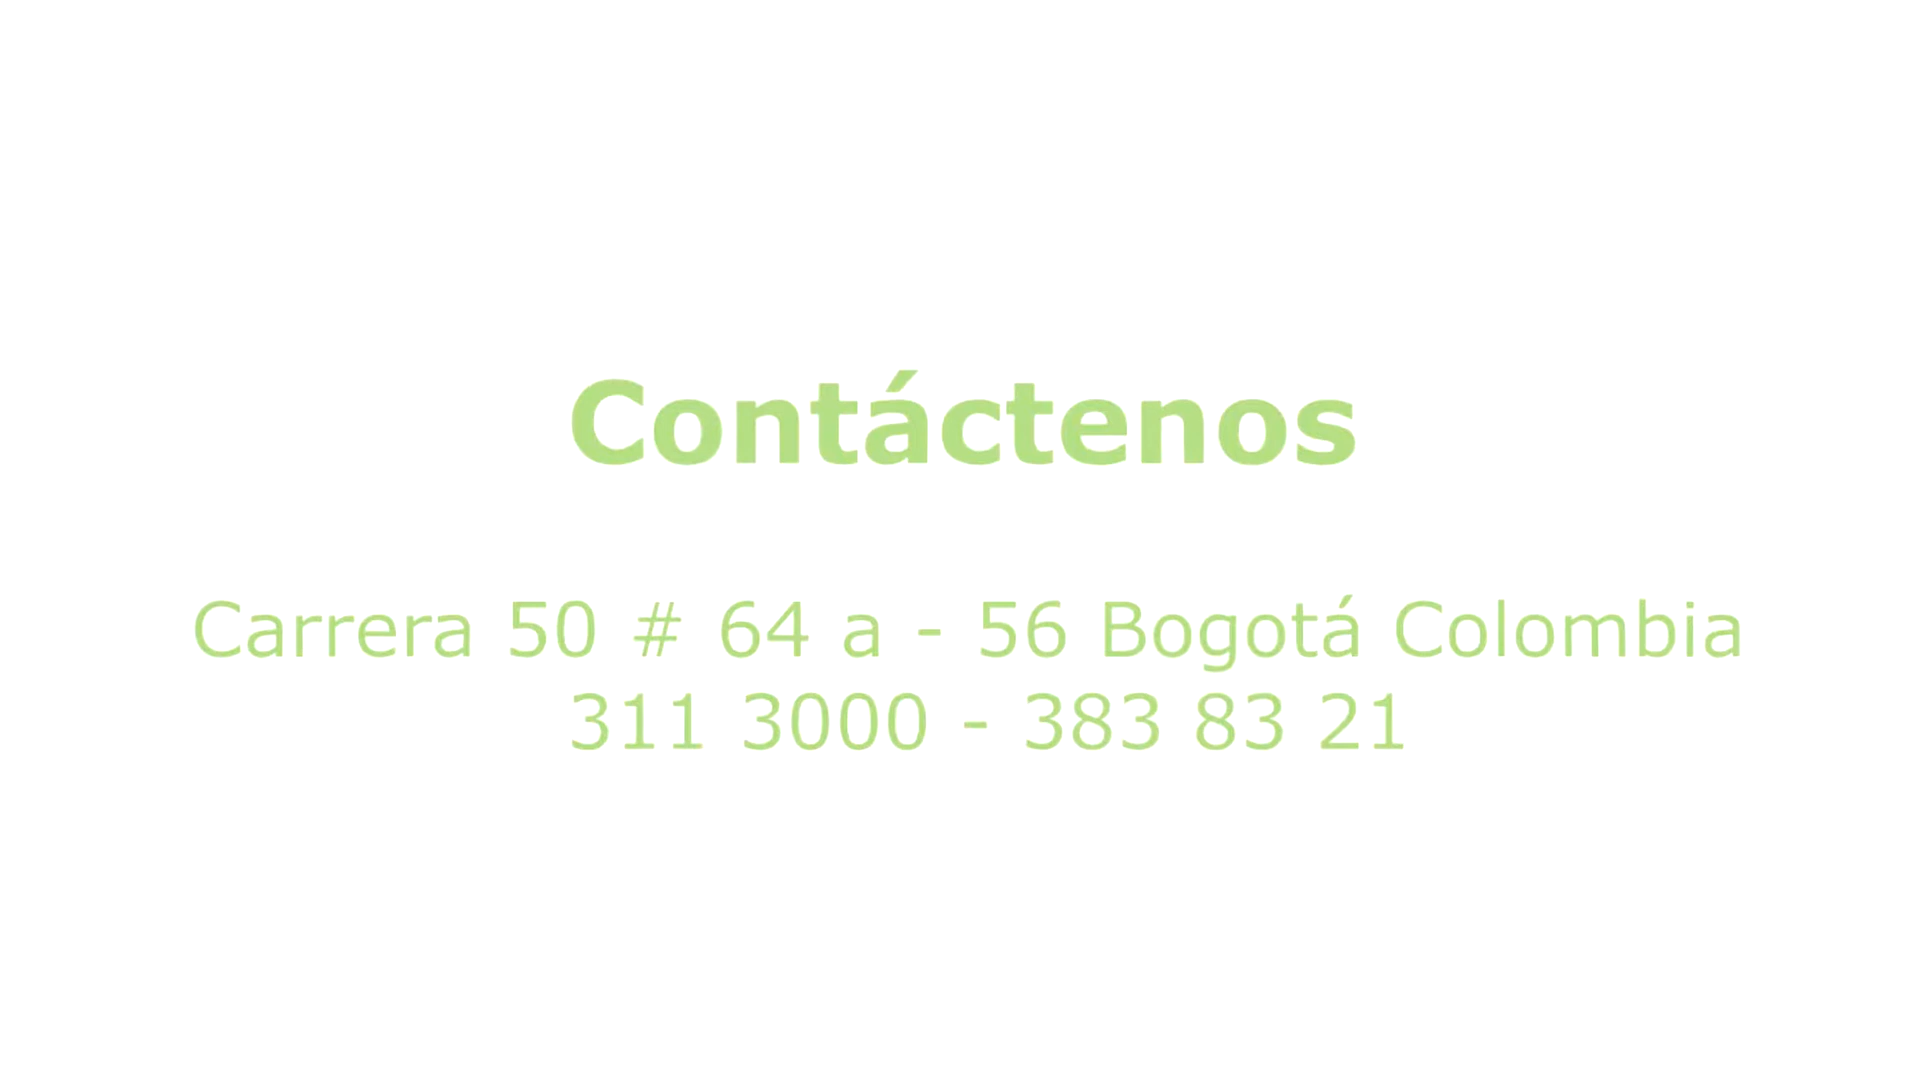 Contáctenos
Carrera 50 # 64 a - 56 Bogotá Colombia
311 3000 - 383 83 21